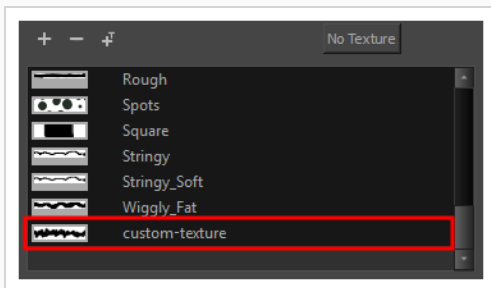 No Texture
Rough
Spots
Square
Stringy
Stringy_Soft
Wiggly_Fat
custom-texture